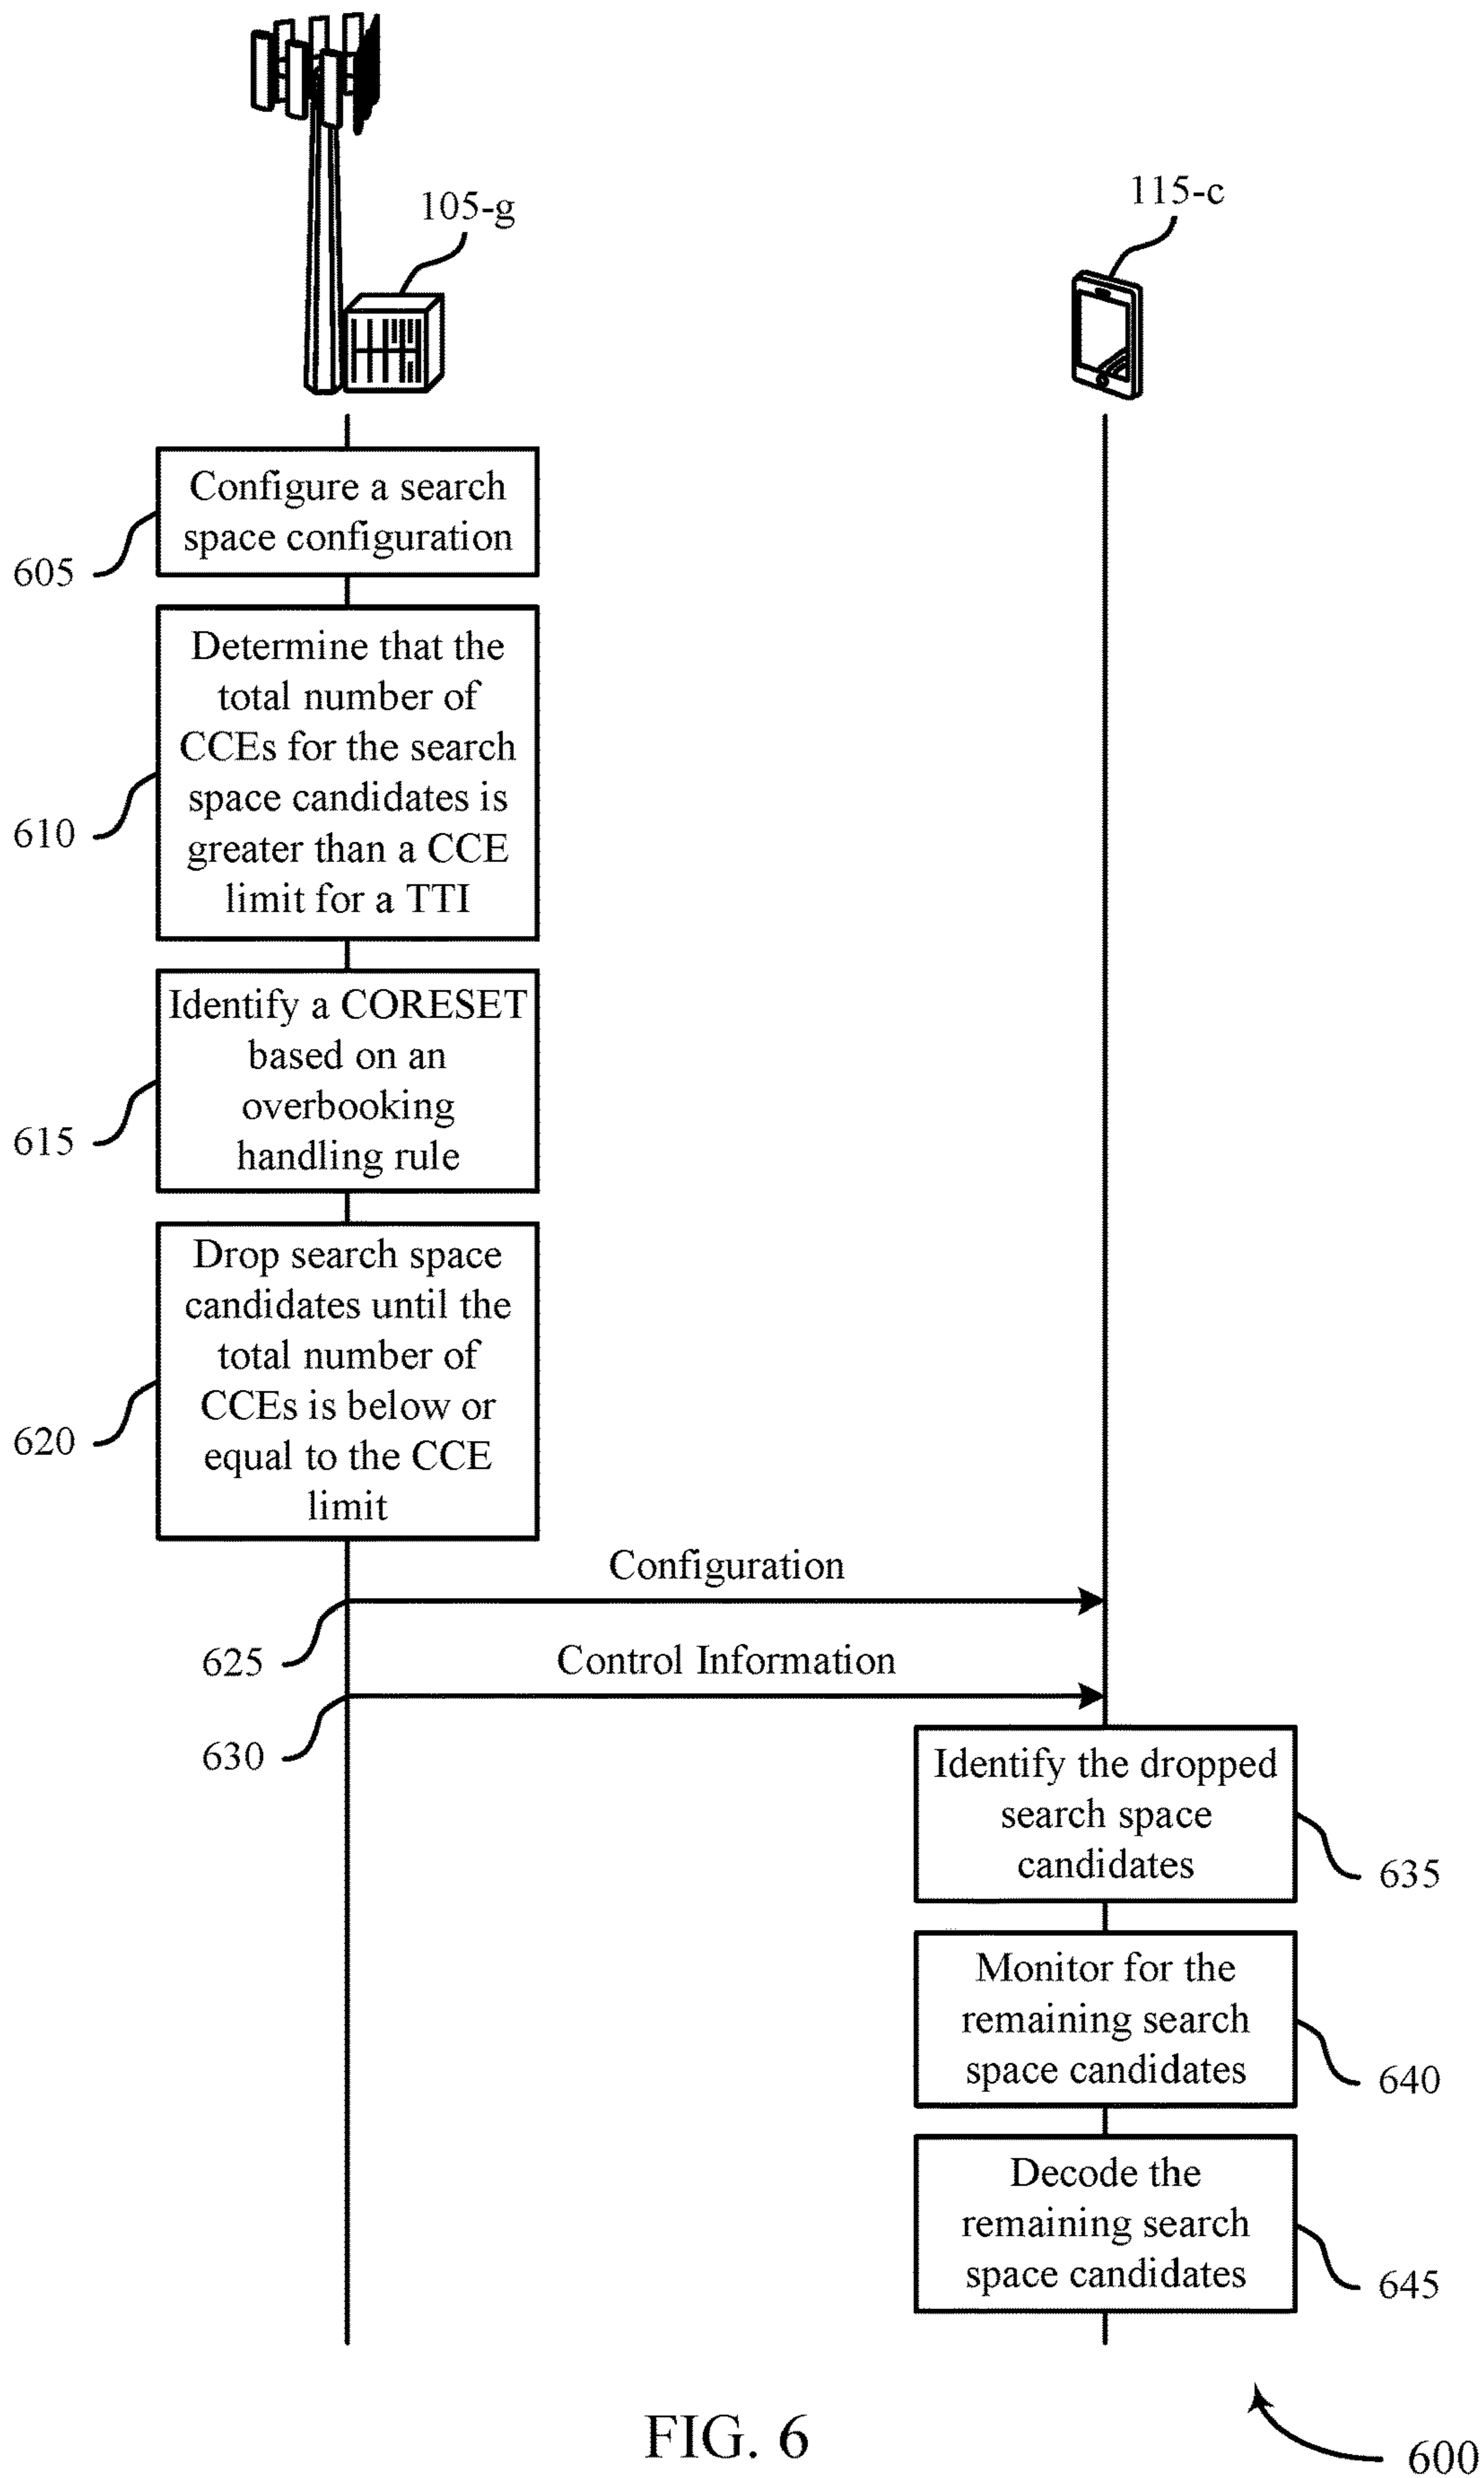 105-g
115-c
Configure a search
space configuration
605
Determine that the
total number of
CCEs for the search
space candidates is
greater than a CCE
limit for a TTI
610
Identify a CORESET
based on an
overbooking
handling rule
615
Drop search space
candidates until the
total number of
CCEs is below or
equal to the CCE
limit
620
Configuration
625
Control Information
630
Identify the dropped
search space
candidates
635
Monitor for the
remaining search
space candidates
640
Decode the
remaining search
space candidates
645
FIG. 6
600